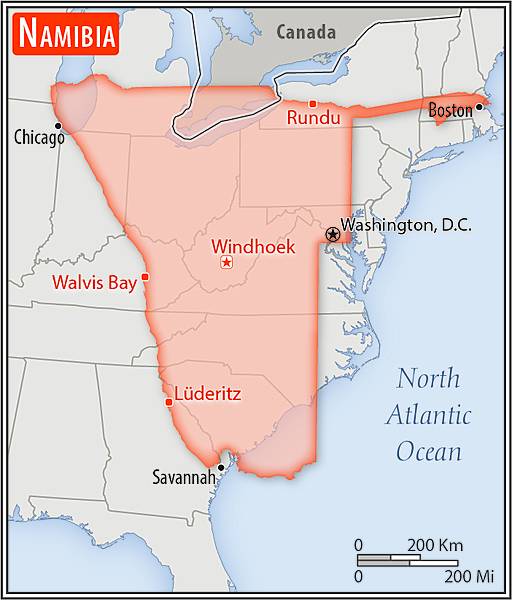 NAMIBIA
Canada
Chicago
Rundu
Boston
Washington, D.C.
Windhoek
Walvis Bay
Lüderitz
North
Atlantic
Ocean
Savannah
0 200 Km
0 200 Mi